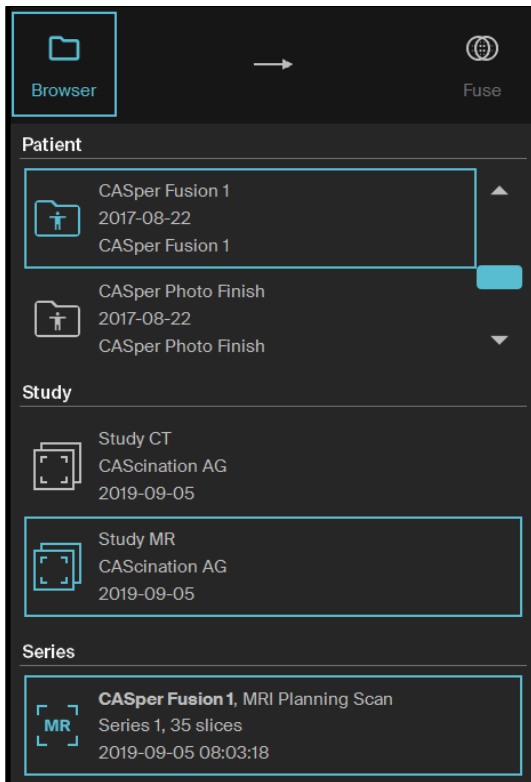 Browser
Fuse
Patient
CASper Fusion 1
2017-08-22
CASper Fusion 1
CASper Photo Finish
2017-08-22
CASper Photo Finish
Study
Study CT
CAScination AG
2019-09-05
Study MR
CAScination AG
2019-09-05
Series
MR
CASper Fusion 1, MRI Planning Scan
Series 1, 35 slices
2019-09-05 08:03:18